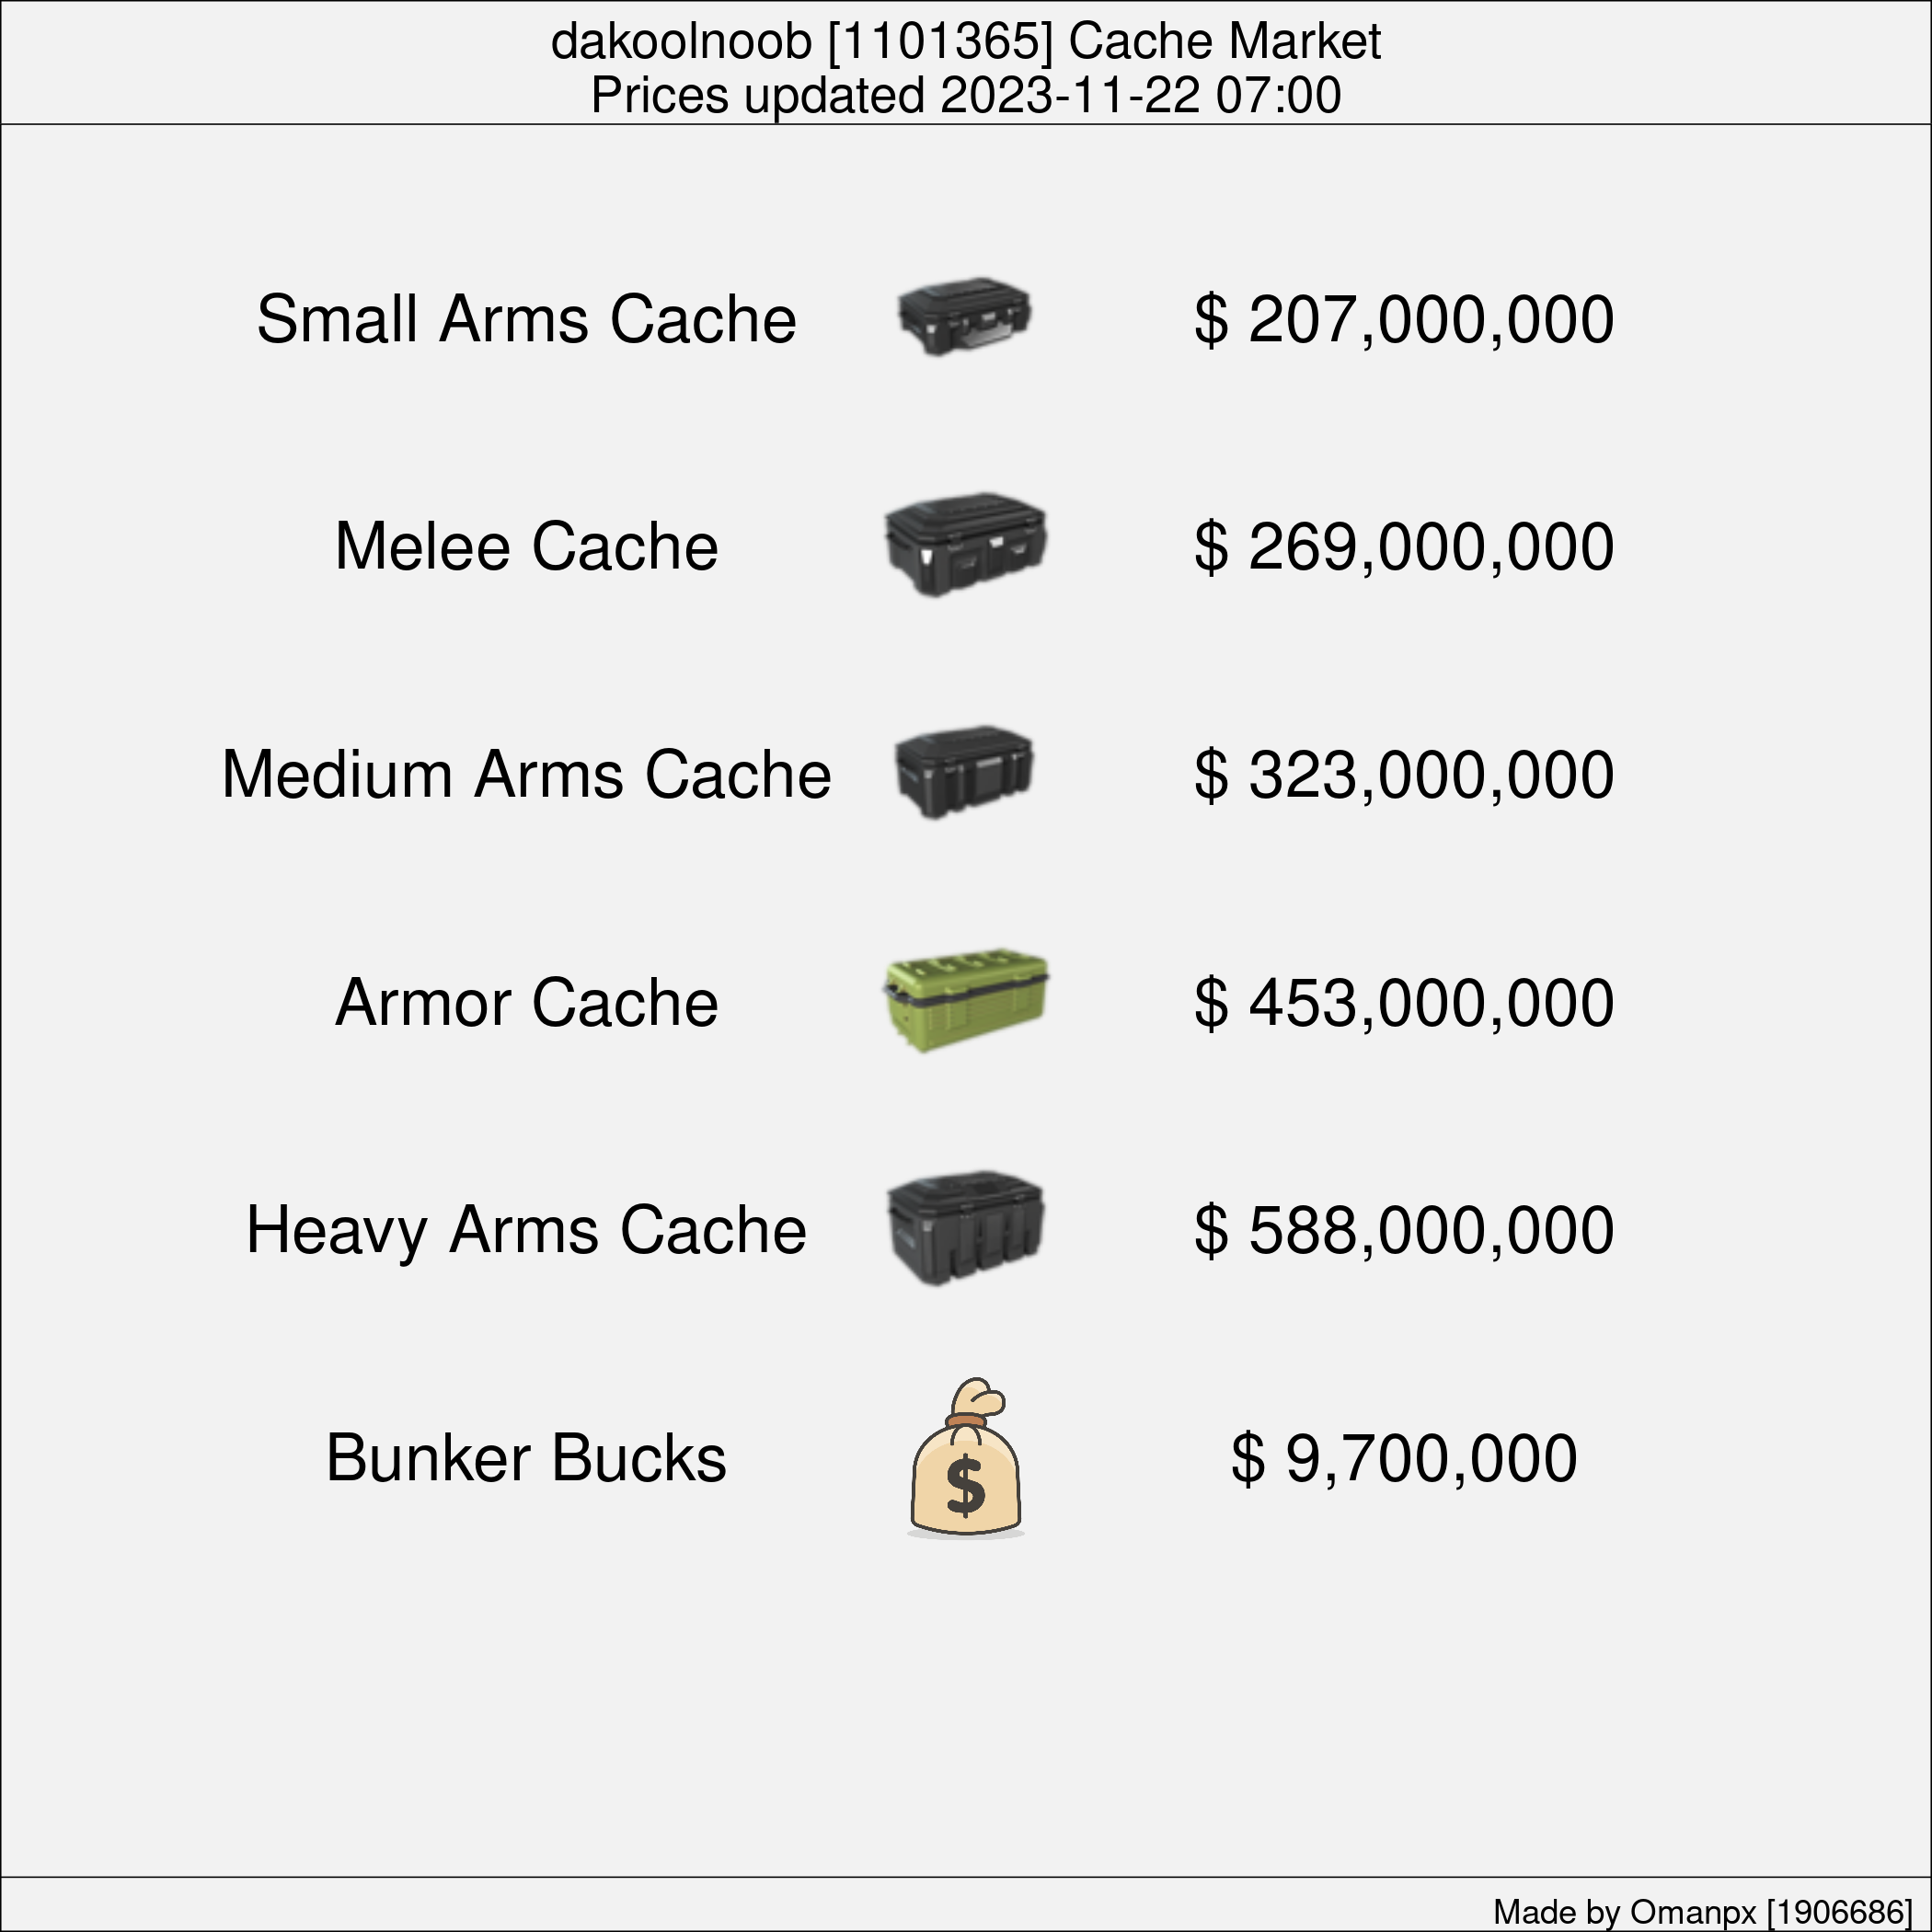 dakoolnoob [1101365] Cache Market
Prices updated 2023-11-22 07:00
Small Arms Cache $ 207,000,000
Melee Cache $ 269,000,000
Medium Arms Cache $ 323,000,000
Armor Cache $ 453,000,000
Heavy Arms Cache $ 588,000,000
Bunker Bucks $ $ 9,700,000
Made by Omanpx [1906686]